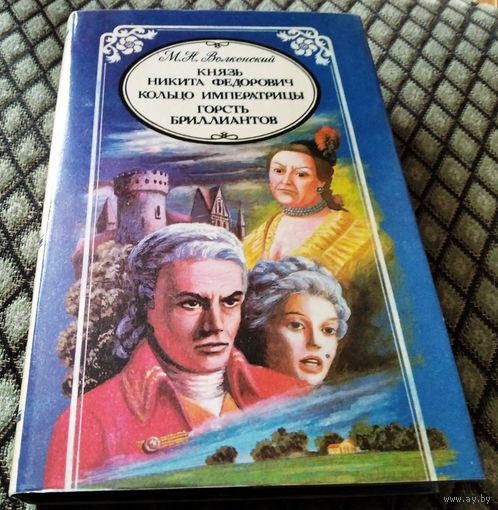 М.Н. Волконский
КНЯЗЬ
НИКИТА ФЕДОРОВИЧ
КОЛЬЦО ИМПЕРАТРИЦЫ
ГОРСТЬ
БРИЛЛИАНТОВ
© www.ay.by